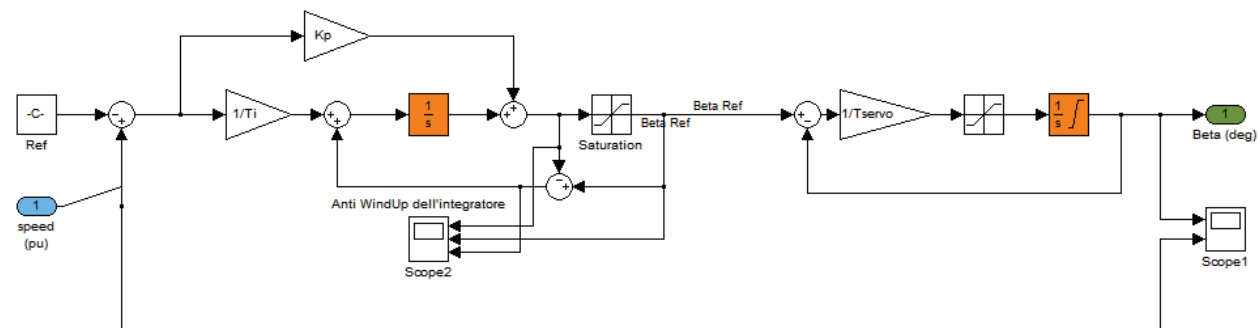 Kp
-C-
Ref
1/Ti
1
s
Saturation
Beta Ref
Beta Ref
1/Tservo
1
s
1
Beta (deg)
1
speed
(pu)
Anti WindUp dell'integratore
Scope2
Scope1